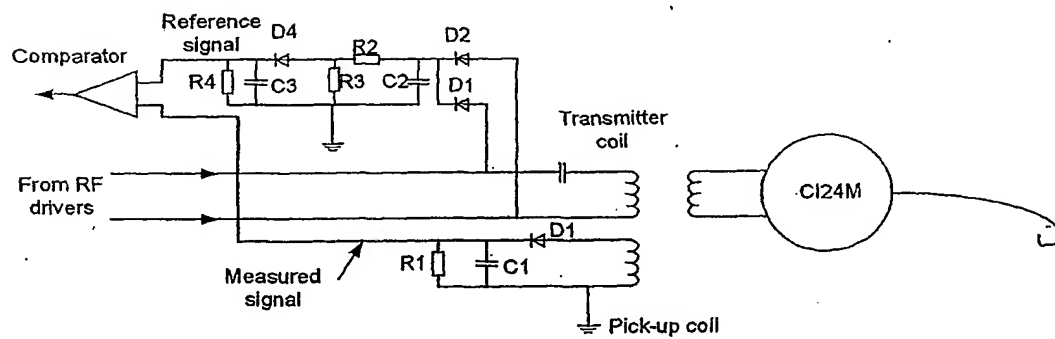 Reference
signal
D4
R2
D2
Comparator
R4
C3
R3
C2
D1
Transmitter
coil
From RF
drivers
CI24M
D1
R1
C1
Measured
signal
Pick-up coil